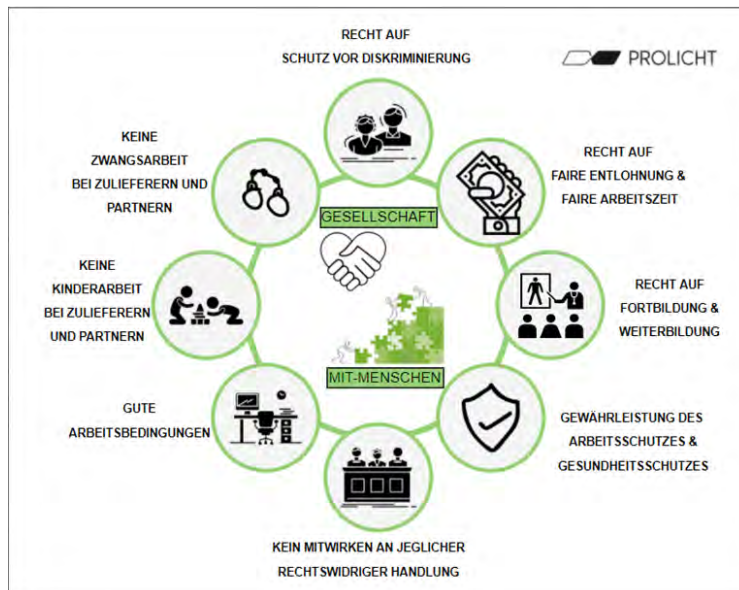 RECHT AUF
SCHUTZ VOR DISKRIMINIERUNG
PROLICHT
KEINE
ZWANGSARBEIT
BEI ZULIEFERERN UND
PARTNERN
RECHT AUF
FAIRE ENTLOHNUNG &
FAIRE ARBEITSZEIT
GESELLSCHAFT
KEINE
KINDERARBEIT
BEI ZULIEFERERN
UND PARTNERN
RECHT AUF
FORTBILDUNG &
WEITERBILDUNG
MIT-MENSCHEN
GUTE
ARBEITSBEDINGUNGEN
GEWÄHRLEISTUNG DES
ARBEITSSCHUTZES &
GESUNDHEITSSCHUTZES
KEIN MITWIRKEN AN JEGLICHER
RECHTSWIDRIGER HANDLUNG